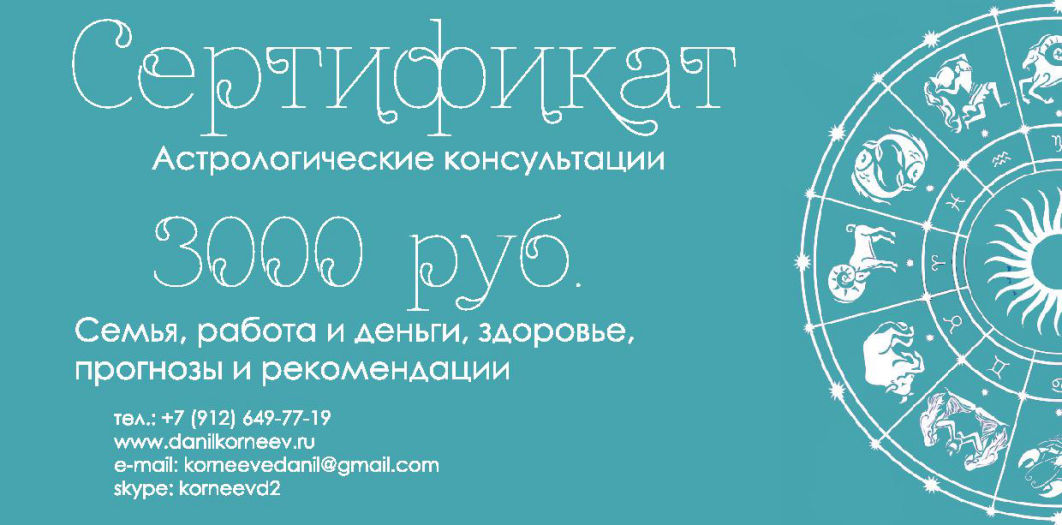 Сертификат
Астрологические консультации
3000 руб.
Семья, работа и деньги, здоровье,
прогнозы и рекомендации
тел.: +7 (912) 649-77-19
www.danilkorneev.ru
e-mail: korneevedanil@gmail.com
skype: korneevd2